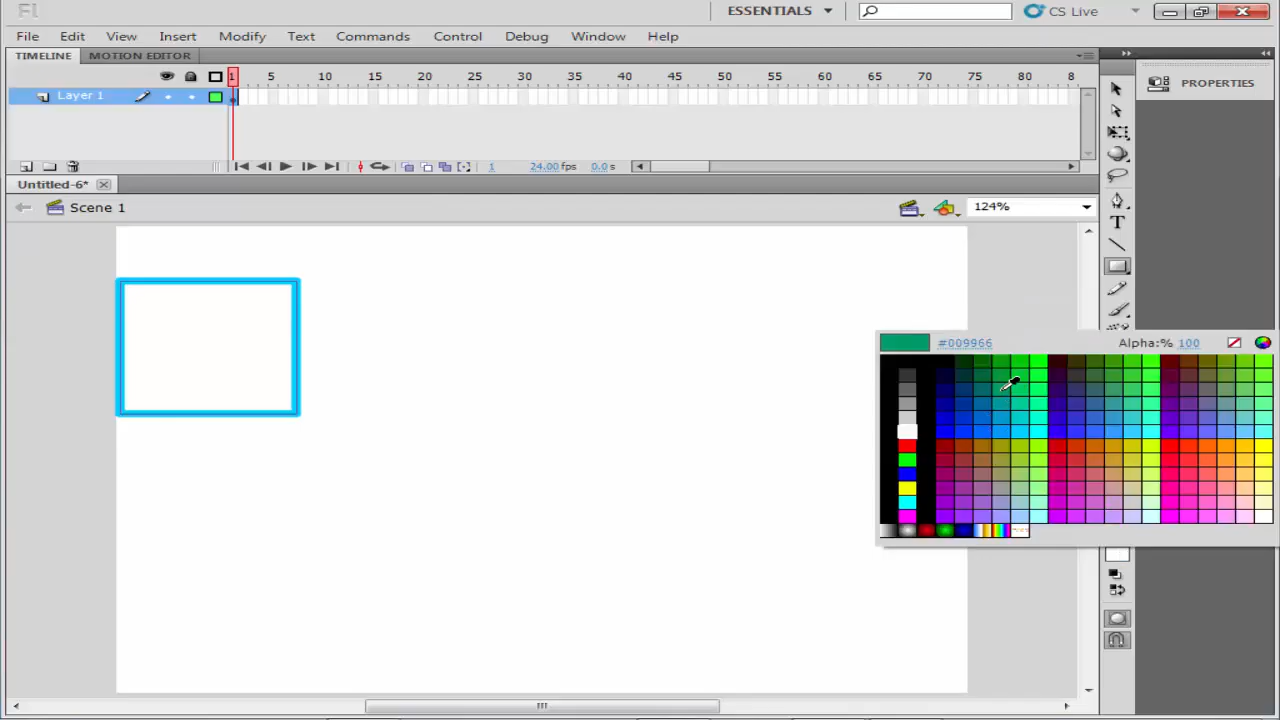 Fl
ESSENTIALS
CS Live
File Edit View Insert Modify Text Commands Control Debug Window Help
TIMELINE MOTION EDITOR
PROPERTIES
1 5 10 15 20 25 30 35 40 45 50 55 60 65 70 75 80 8
Layer 1
1 24.00 fps 0.0 s
Untitled-6*
Scene 1
124%
T
#009966 Alpha:% 100